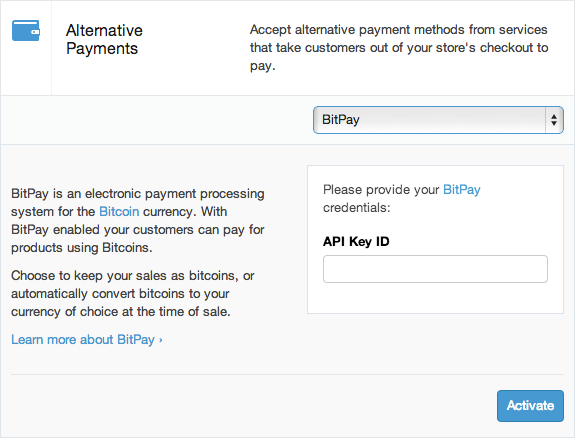 Alternative
Payments
Accept alternative payment methods from services
that take customers out of your store's checkout to
pay.
BitPay
BitPay is an electronic payment processing
system for the Bitcoin currency. With
BitPay enabled your customers can pay for
products using Bitcoins.
Choose to keep your sales as bitcoins, or
automatically convert bitcoins to your
currency of choice at the time of sale.
Learn more about BitPay ›
Please provide your BitPay
credentials:
API Key ID
Activate